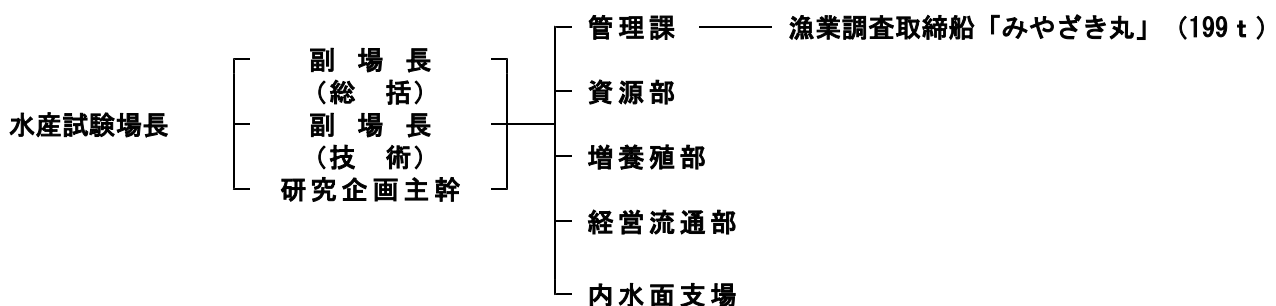 管理課 漁業調査取締船「みやざき丸」（199ｔ）
副場長
（総括）
資源部
水産試験場長
副場長
（技術）
増養殖部
研究企画主幹
経営流通部
内水面支場